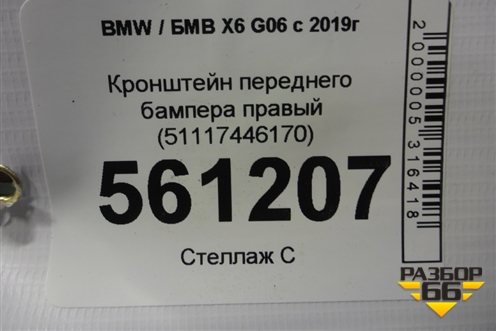 BMW / БМВ X6 G06 с 2019г
Кронштейн переднего
бампера правый
(51117446170)
561207
Стеллаж С
2000005316418
РАЗБОР
66